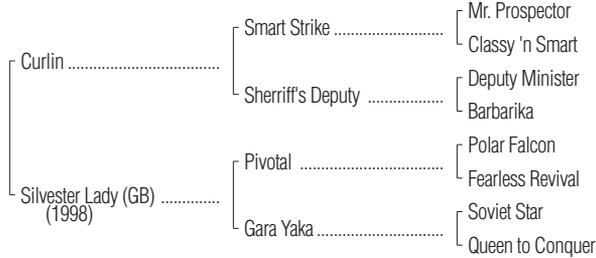 Mr. Prospector
Smart Strike ......................
Classy 'n Smart
Curlin ...............................
Deputy Minister
Sherriff's Deputy ...............
Barbarika
Polar Falcon
Pivotal .............................
Fearless Revival
Silvester Lady (GB) ............
(1998)
Soviet Star
Gara Yaka ..........................
Queen to Conquer